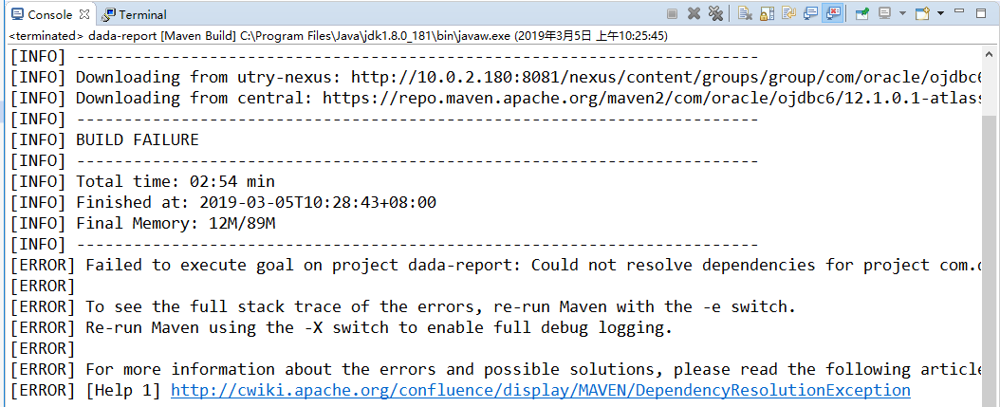 Console Terminal
<terminated> dada-report [Maven Build] C:\Program Files\Java\jdk1.8.0_181\bin\javaw.exe (2019年3月5日 上午10:25:45)
[INFO] ------------------------------------------------------------------------
[INFO] Downloading from utry-nexus: http://10.0.2.180:8081/nexus/content/groups/group/com/oracle/ojdbc6
[INFO] Downloading from central: https://repo.maven.apache.org/maven2/com/oracle/ojdbc6/12.1.0.1-atlass
[INFO] ------------------------------------------------------------------------
[INFO] BUILD FAILURE
[INFO] ------------------------------------------------------------------------
[INFO] Total time: 02:54 min
[INFO] Finished at: 2019-03-05T10:28:43+08:00
[INFO] Final Memory: 12M/89M
[INFO] ------------------------------------------------------------------------
[ERROR] Failed to execute goal on project dada-report: Could not resolve dependencies for project com.d
[ERROR]
[ERROR] To see the full stack trace of the errors, re-run Maven with the -e switch.
[ERROR] Re-run Maven using the -X switch to enable full debug logging.
[ERROR]
[ERROR] For more information about the errors and possible solutions, please read the following article
[ERROR] [Help 1] http://cwiki.apache.org/confluence/display/MAVEN/DependencyResolutionException